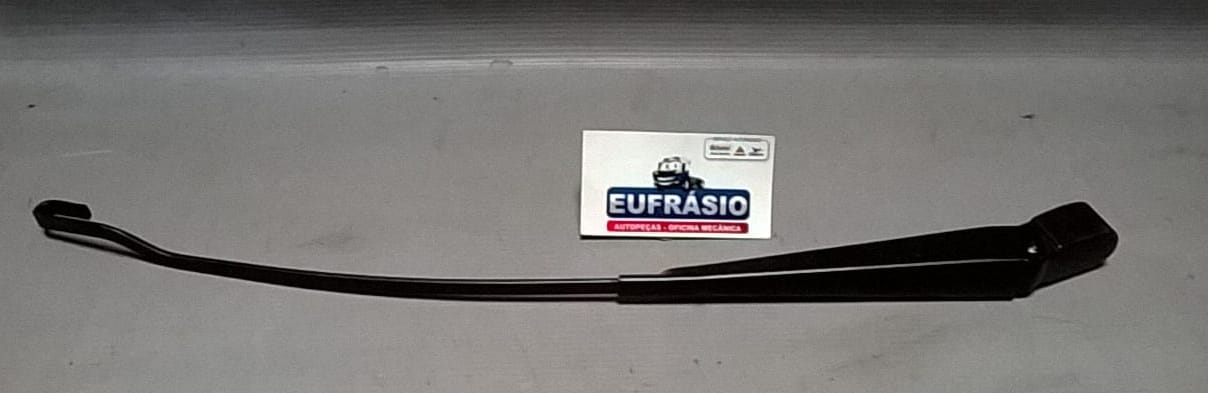 EUFRÁSIO
AUTOPEÇAS - OFICINA MECÂNICA